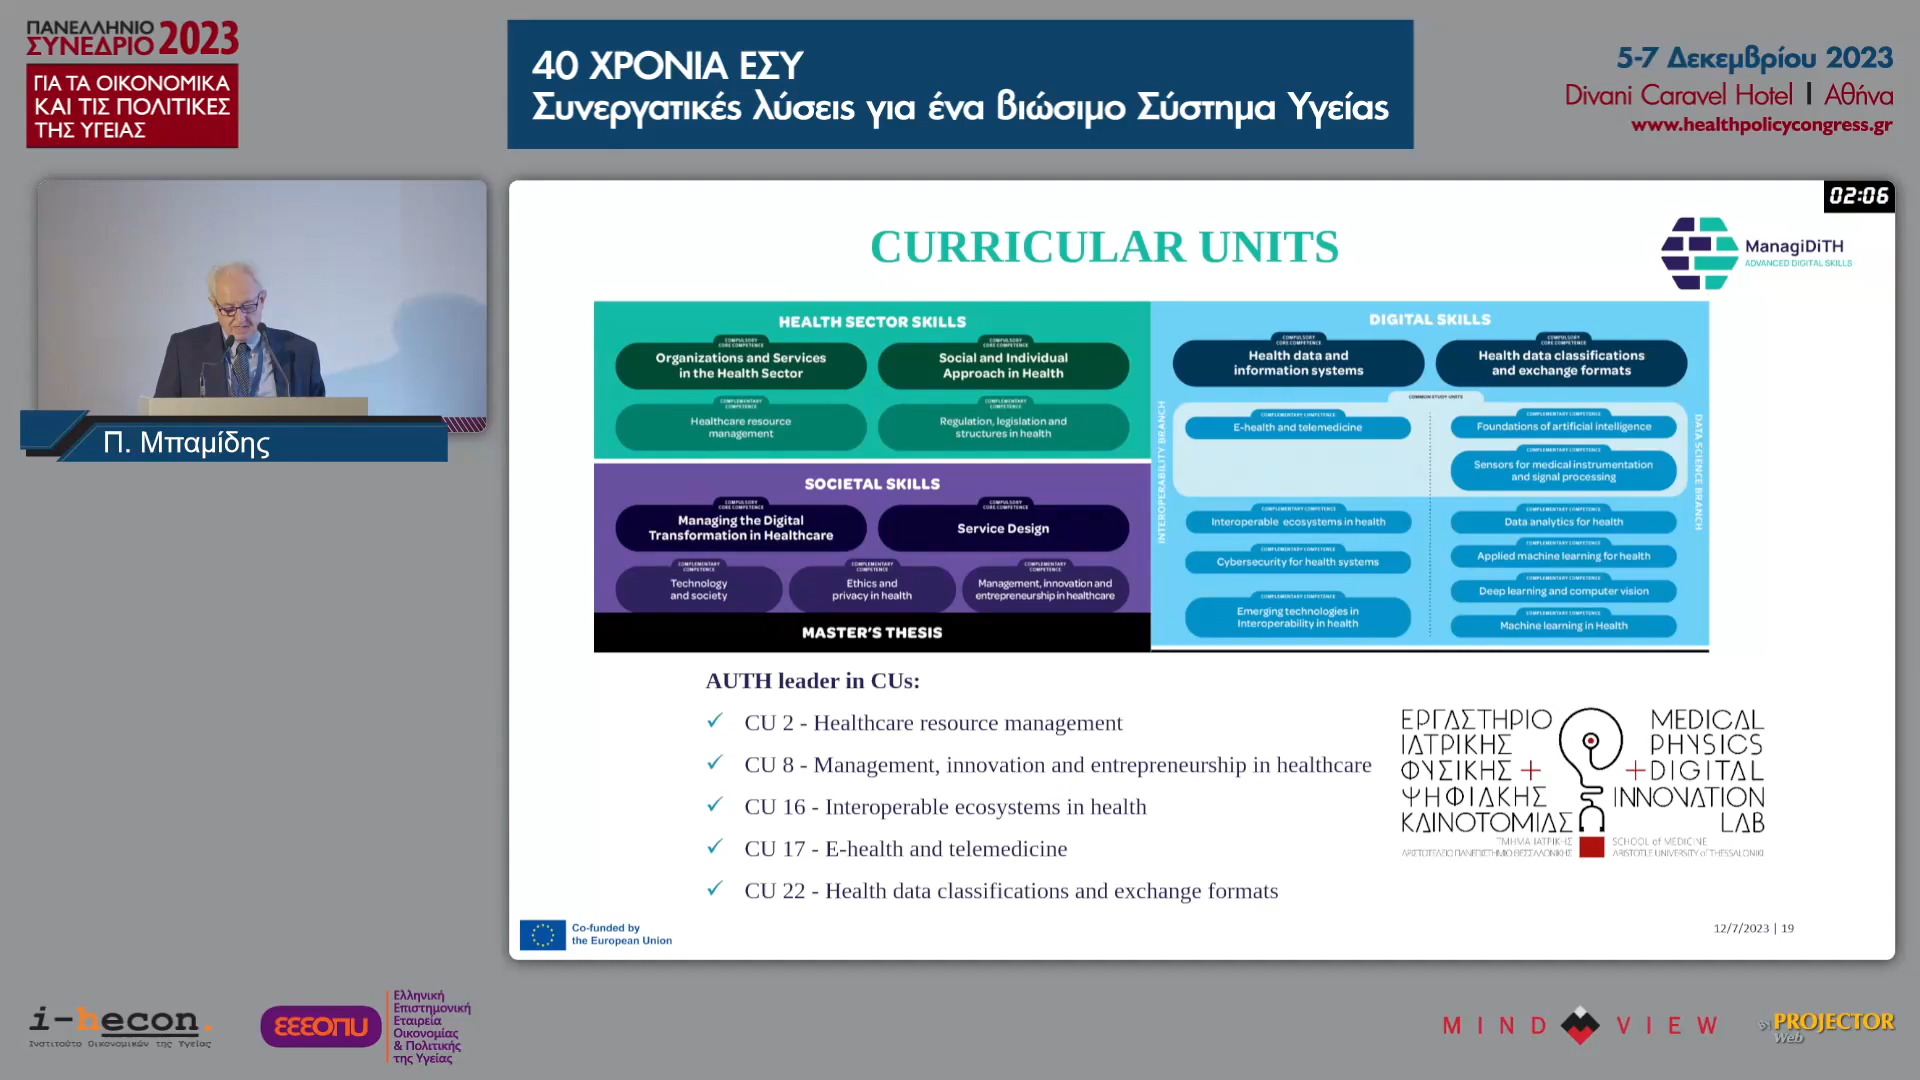 ΠΑΝΕΛΛΗΝΙΟ
ΣΥΝΕΔΡΙΟ 2023
ΓΙΑ ΤΑ ΟΙΚΟΝΟΜΙΚΑ
ΚΑΙ ΤΙΣ ΠΟΛΙΤΙΚΕΣ
ΤΗΣ ΥΓΕΙΑΣ
40 ΧΡΟΝΙΑ ΕΣΥ
Συνεργατικές λύσεις για ένα βιώσιμο Σύστημα Υγείας
5-7 Δεκεμβρίου 2023
Divani Caravel Hotel | Αθήνα
www.healthpolicycongress.gr
Π. Μπαμίδης
02:06
CURRICULAR UNITS
ManagiDiTH
ADVANCED DIGITAL SKILLS
HEALTH SECTOR SKILLS
COMPULSORY
CORE COMPETENCE
Organizations and Services
in the Health Sector
COMPULSORY
CORE COMPETENCE
Social and Individual
Approach in Health
COMPLEMENTARY
COMPETENCE
Healthcare resource
management
COMPLEMENTARY
COMPETENCE
Regulation, legislation and
structures in health
SOCIETAL SKILLS
COMPULSORY
CORE COMPETENCE
Managing the Digital
Transformation in Healthcare
COMPULSORY
CORE COMPETENCE
Service Design
COMPLEMENTARY
COMPETENCE
Technology
and society
COMPLEMENTARY
COMPETENCE
Ethics and
privacy in health
COMPLEMENTARY
COMPETENCE
Management, innovation and
entrepreneurship in healthcare
MASTER'S THESIS
DIGITAL SKILLS
COMPULSORY
CORE COMPETENCE
Health data and
information systems
COMPULSORY
CORE COMPETENCE
Health data classifications
and exchange formats
COMMON STUDY UNITS
INTEROPERABILITY BRANCH
COMPLEMENTARY COMPETENCE
E-health and telemedicine
COMPLEMENTARY COMPETENCE
Interoperable ecosystems in health
COMPLEMENTARY COMPETENCE
Cybersecurity for health systems
COMPLEMENTARY COMPETENCE
Emerging technologies in
Interoperability in health
DATA SCIENCE BRANCH
COMPLEMENTARY COMPETENCE
Foundations of artificial intelligence
COMPLEMENTARY COMPETENCE
Sensors for medical instrumentation
and signal processing
COMPLEMENTARY COMPETENCE
Data analytics for health
COMPLEMENTARY COMPETENCE
Applied machine learning for health
COMPLEMENTARY COMPETENCE
Deep learning and computer vision
COMPLEMENTARY COMPETENCE
Machine learning in Health
AUTH leader in CUs:
✓ CU 2 - Healthcare resource management
✓ CU 8 - Management, innovation and entrepreneurship in healthcare
✓ CU 16 - Interoperable ecosystems in health
✓ CU 17 - E-health and telemedicine
✓ CU 22 - Health data classifications and exchange formats
ΕΡΓΑΣΤΗΡΙΟ
ΙΑΤΡΙΚΗΣ
ΦΥΣΙΚΗΣ +
ΨΗΦΙΑΚΗΣ
ΚΑΙΝΟΤΟΜΙΑΣ
ΤΜΗΜΑ ΙΑΤΡΙΚΗΣ
ΑΡΙΣΤΟΤΕΛΕΙΟ ΠΑΝΕΠΙΣΤΗΜΙΟ ΘΕΣΣΑΛΟΝΙΚΗΣ
MEDICAL
PHYSICS
+ DIGITAL
INNOVATION
LAB
SCHOOL of MEDICINE
ARISTOTLE UNIVERSITY of THESSALONIKI
Co-funded by
the European Union
12/7/2023 | 19
i-hecon.
Ινστιτούτο Οικονομικών της Υγείας
εεεοπυ
Ελληνική
Επιστημονική
Εταιρεία
Οικονομίας
& Πολιτικής
της Υγείας
MIND VIEW
BY PROJECTOR
Web